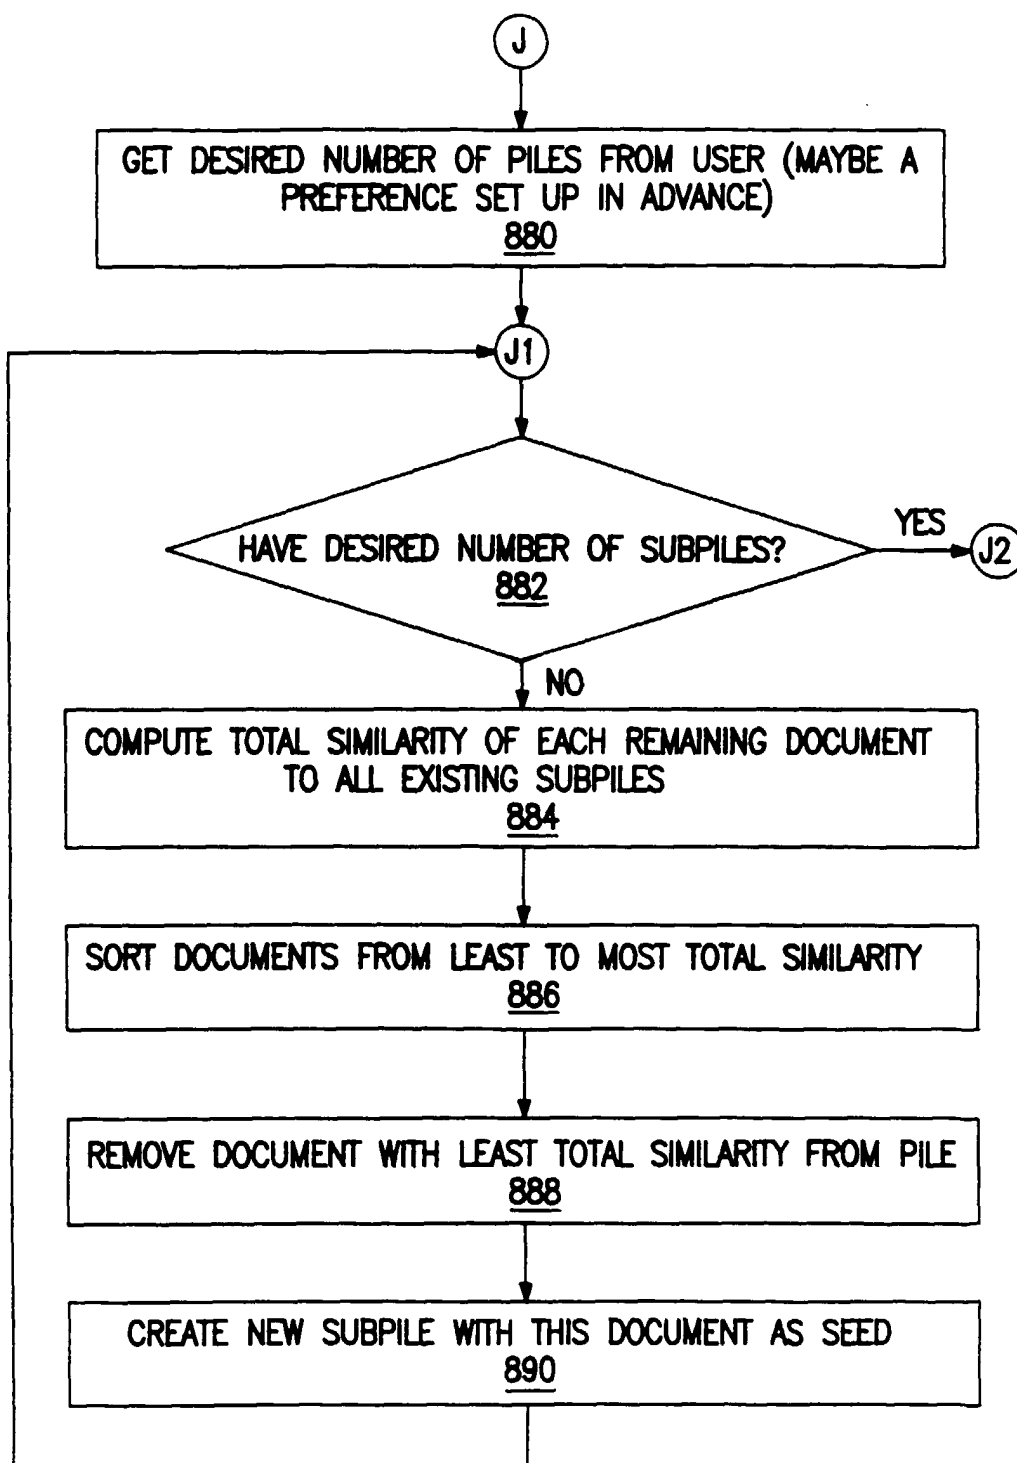 J
GET DESIRED NUMBER OF PILES FROM USER (MAYBE A
PREFERENCE SET UP IN ADVANCE)
880
J1
HAVE DESIRED NUMBER OF SUBPILES?
882
YES
J2
NO
COMPUTE TOTAL SIMILARITY OF EACH REMAINING DOCUMENT
TO ALL EXISTING SUBPILES
884
SORT DOCUMENTS FROM LEAST TO MOST TOTAL SIMILARITY
886
REMOVE DOCUMENT WITH LEAST TOTAL SIMILARITY FROM PILE
888
CREATE NEW SUBPILE WITH THIS DOCUMENT AS SEED
890